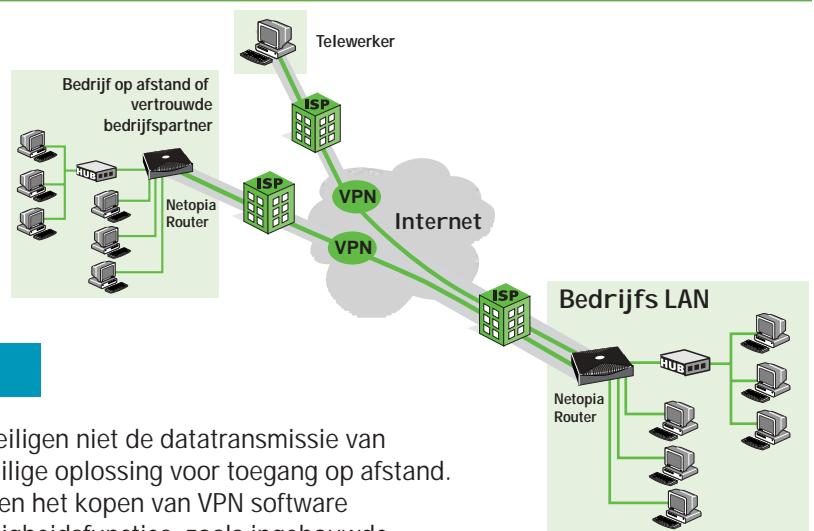 Telewerker
Bedrijf op afstand of
vertrouwde
bedrijfspartner
ISP
HUB
Netopia
Router
ISP
VPN
Internet
VPN
ISP
Bedrijfs LAN
HUB
Netopia
Router
eiligen niet de datatransmissie van
ilige oplossing voor toegang op afstand.
en het kopen van VPN software